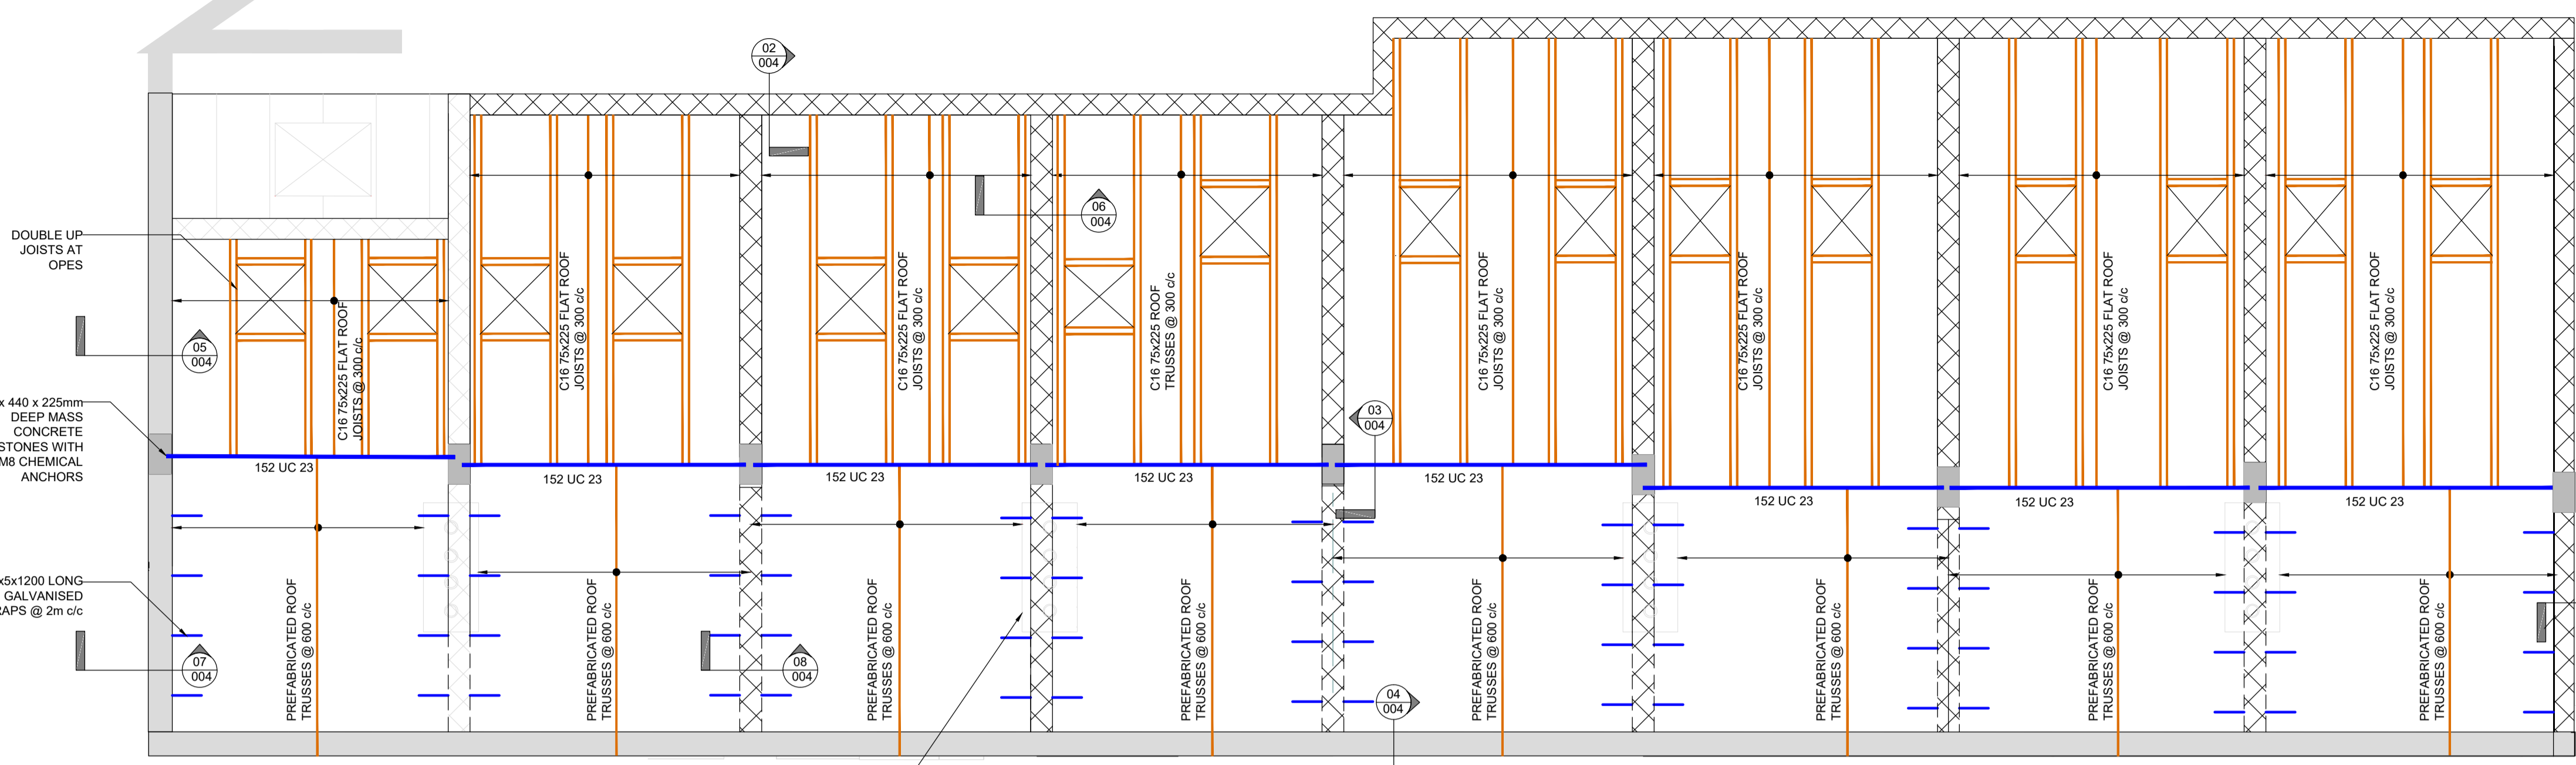 02
004
DOUBLE UP
JOISTS AT
OPES
05
004
x 440 x 225mm
DEEP MASS
CONCRETE
STONES WITH
M8 CHEMICAL
ANCHORS
x5x1200 LONG
GALVANISED
RAPS @ 2m c/c
07
004
C16 75x225 FLAT ROOF
JOISTS @ 300 c/c
C16 75x225 FLAT ROOF
JOISTS @ 300 c/c
C16 75x225 FLAT ROOF
JOISTS @ 300 c/c
06
004
C16 75x225 ROOF
TRUSSES @ 300 c/c
03
004
C16 75x225 FLAT ROOF
JOISTS @ 300 c/c
C16 75x225 FLAT ROOF
JOISTS @ 300 c/c
C16 75x225 FLAT ROOF
JOISTS @ 300 c/c
C16 75x225 FLAT ROOF
JOISTS @ 300 c/c
152 UC 23
152 UC 23
152 UC 23
152 UC 23
152 UC 23
152 UC 23
152 UC 23
152 UC 23
PREFABRICATED ROOF
TRUSSES @ 600 c/c
PREFABRICATED ROOF
TRUSSES @ 600 c/c
08
004
PREFABRICATED ROOF
TRUSSES @ 600 c/c
PREFABRICATED ROOF
TRUSSES @ 600 c/c
04
004
PREFABRICATED ROOF
TRUSSES @ 600 c/c
PREFABRICATED ROOF
TRUSSES @ 600 c/c
PREFABRICATED ROOF
TRUSSES @ 600 c/c
PREFABRICATED ROOF
TRUSSES @ 600 c/c